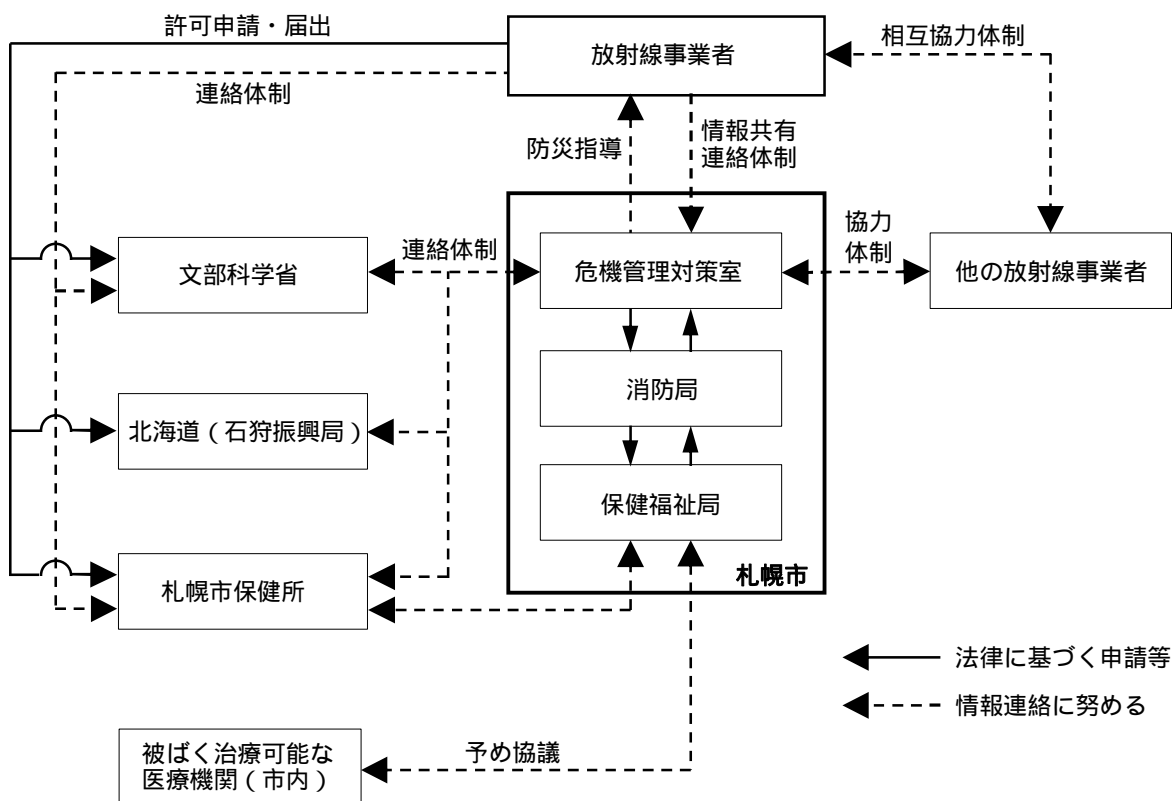 許可申請・届出
放射線事業者
相互協力体制
連絡体制
防災指導
情報共有
連絡体制
文部科学省
連絡体制
危機管理対策室
協力
体制
他の放射線事業者
消防局
北海道(石狩振興局)
保健福祉局
札幌市
札幌市保健所
法律に基づく申請等
情報連絡に努める
被ばく治療可能な
医療機関(市内)
予め協議